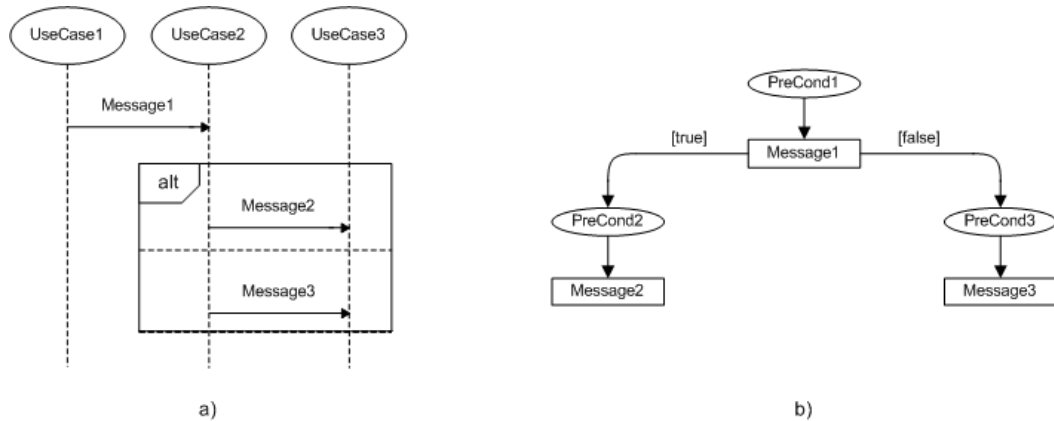 UseCase1
UseCase2
UseCase3
Message1
alt
Message2
Message3
a)
PreCond1
[true]
Message1
[false]
PreCond2
PreCond3
Message2
Message3
b)